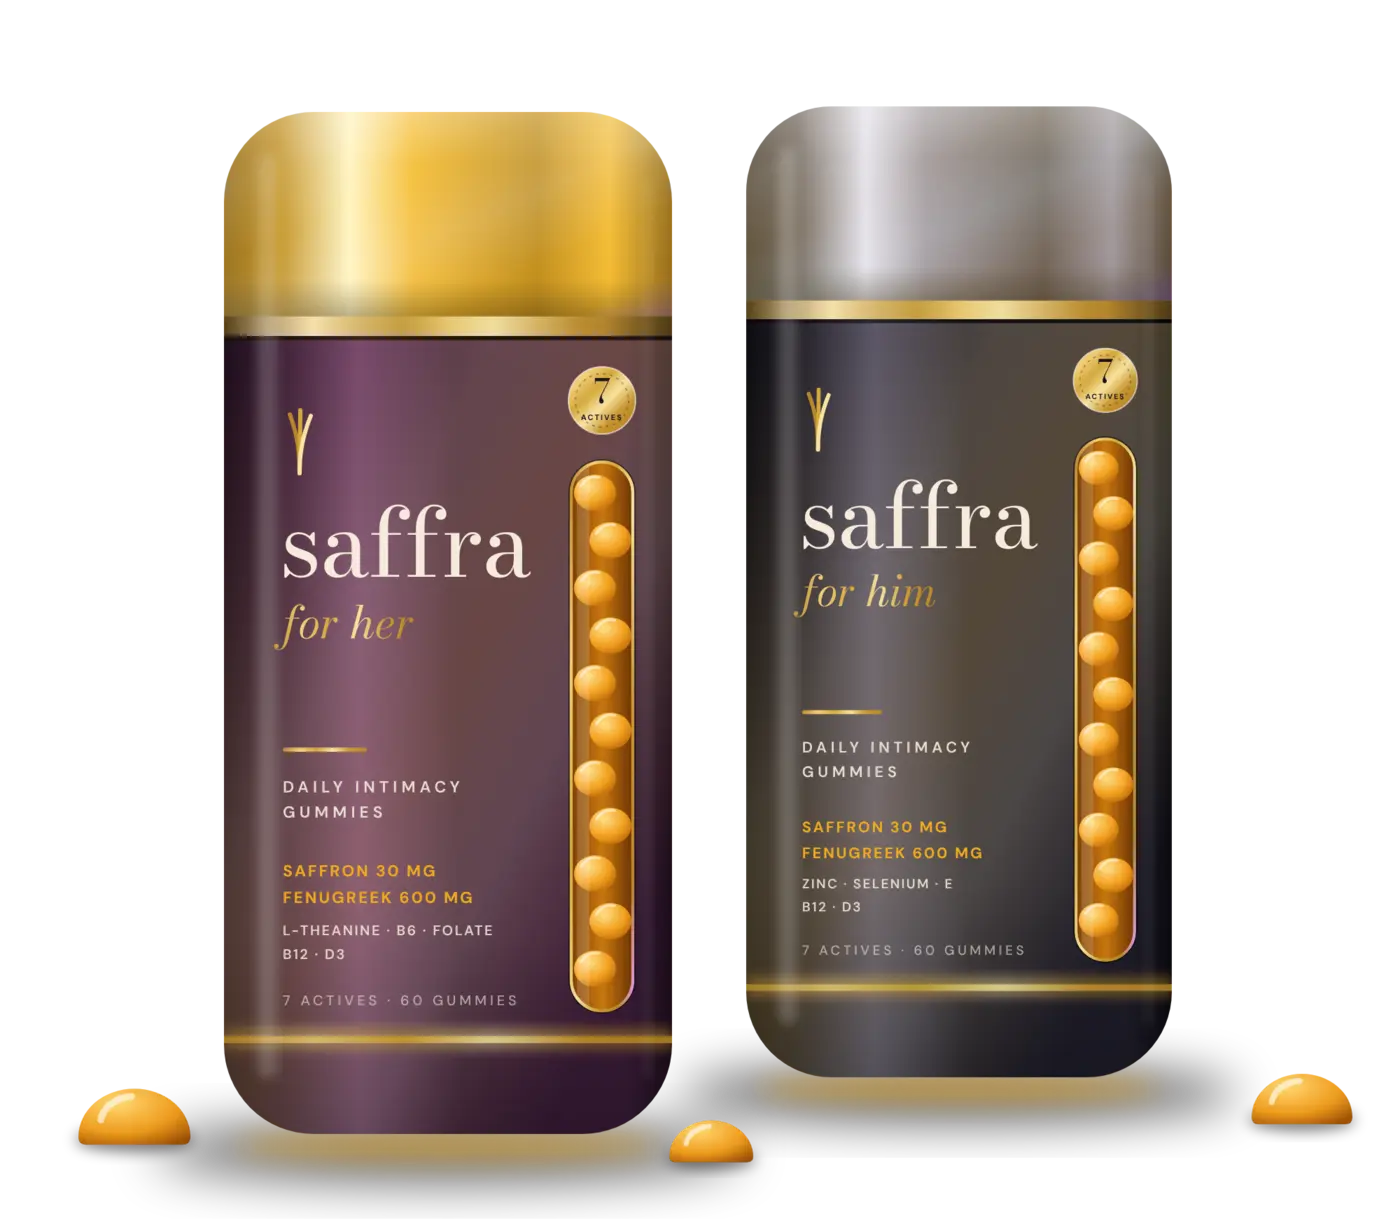 7
ACTIVES
saffra
for her
DAILY INTIMACY
GUMMIES
SAFFRON 30 MG
FENUGREEK 600 MG
L-THEANINE · B6 · FOLATE
B12 · D3
7 ACTIVES · 60 GUMMIES
7
ACTIVES
saffra
for him
DAILY INTIMACY
GUMMIES
SAFFRON 30 MG
FENUGREEK 600 MG
ZINC · SELENIUM · E
B12 · D3
7 ACTIVES · 60 GUMMIES